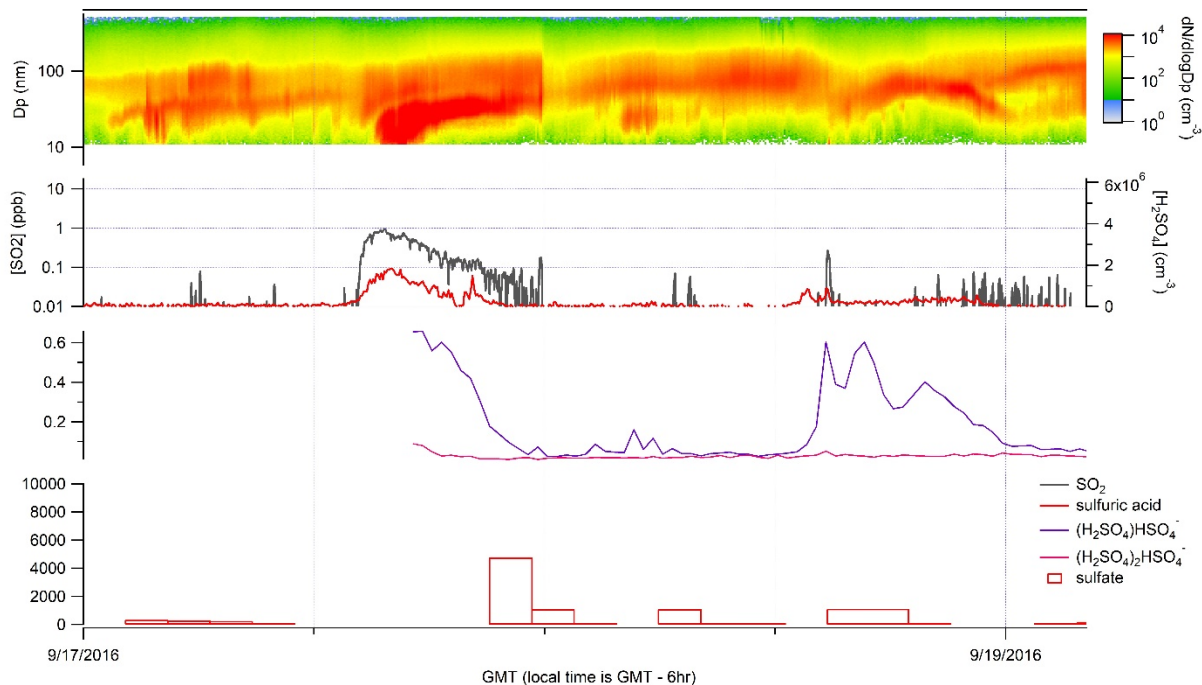 Dp (nm)
100
10
10⁴
10²
10⁰
dN/dlogDp (cm⁻³)
[SO2] (ppb)
10
1
0.1
0.01
6x10⁶
4
2
0
[H₂SO₄] (cm⁻³)
0.6
0.4
0.2
10000
8000
6000
4000
2000
0
SO₂
sulfuric acid
(H₂SO₄)HSO₄⁻
(H₂SO₄)₂HSO₄⁻
sulfate
9/17/2016
9/19/2016
GMT (local time is GMT - 6hr)